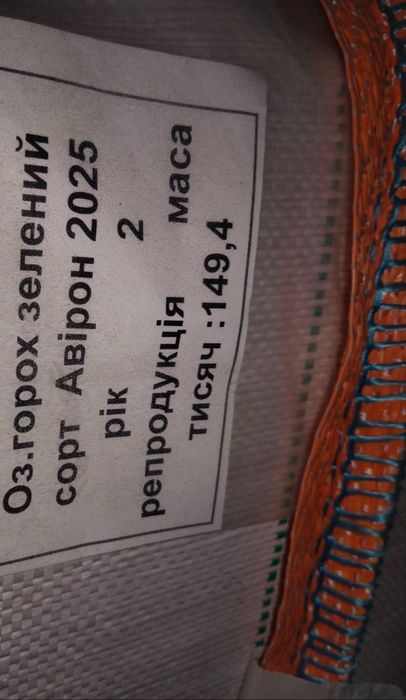 Оз.горох зелений
сорт Авірон 2025
рік 2
репродукція маса
тисяч :149,4